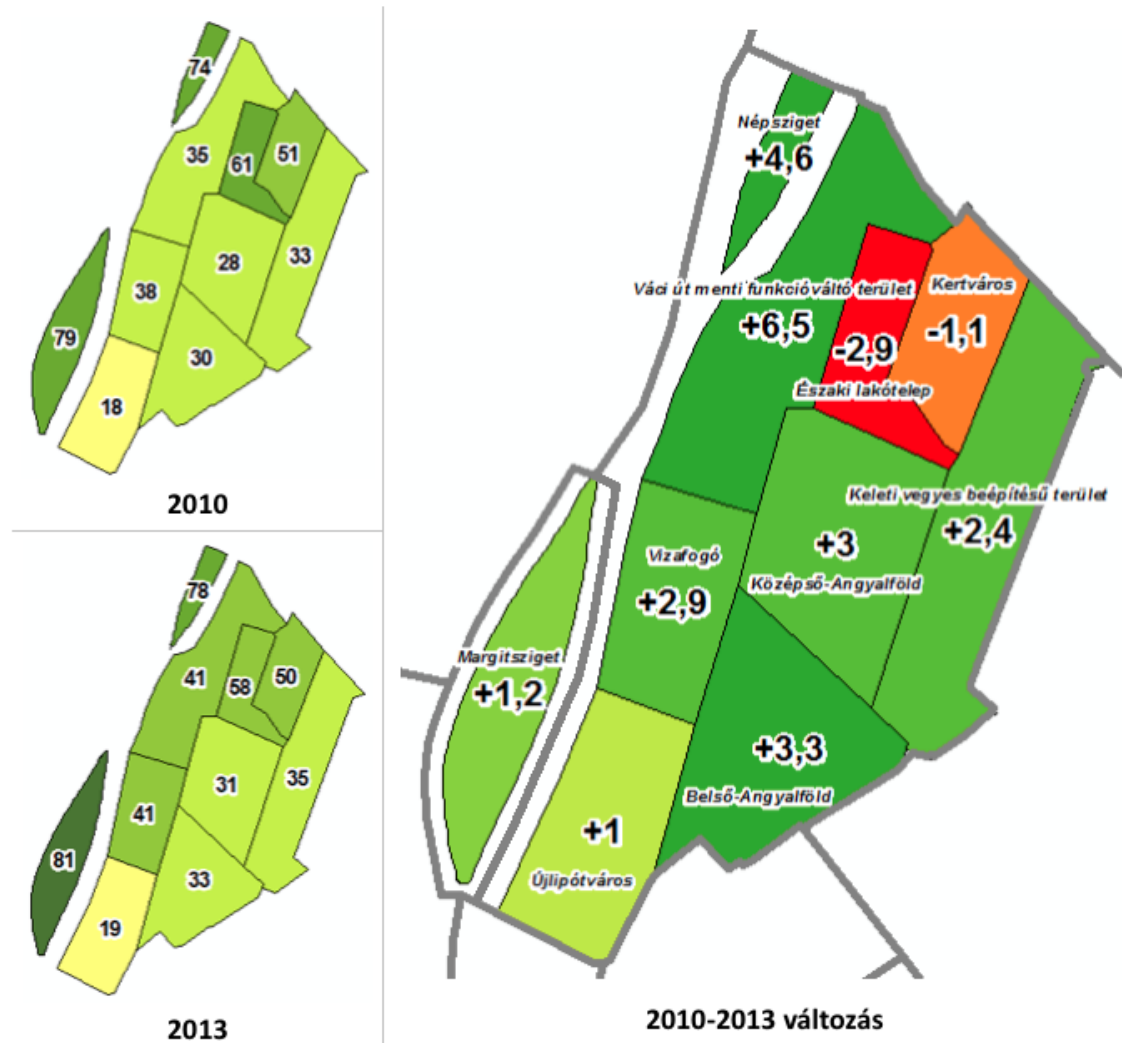 74
35
61
51
28
33
38
79
30
18
2010
78
41
58
50
31
35
41
81
33
19
2013
Népsziget
+4,6
Váci út menti funkcióváltó terület
+6,5
Kertváros
-1,1
-2,9
Északi lakótelep
Keleti vegyes beépítésű terület
+2,4
Vizafogó
+2,9
+3
Középső-Angyalföld
Margitsziget
+1,2
+3,3
Belső-Angyalföld
+1
Újlipótváros
2010-2013 változás